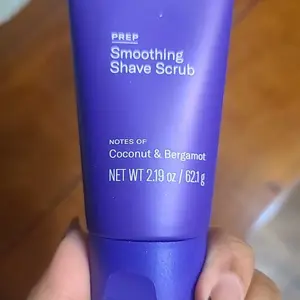 PREP
Smoothing
Shave Scrub
NOTES OF
Coconut & Bergamot
NET WT 2.19 oz / 62.1 g